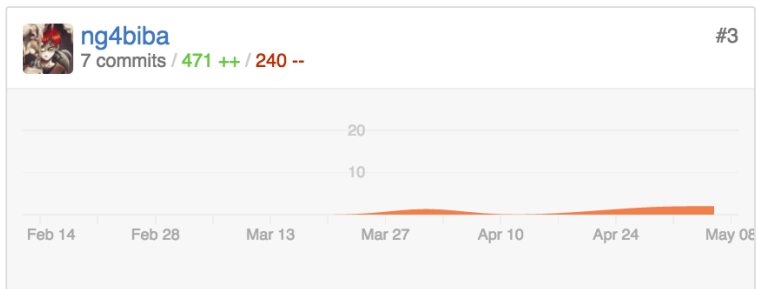 ng4biba
#3
7 commits / 471 ++ / 240 --
20
10
Feb 14 Feb 28 Mar 13 Mar 27 Apr 10 Apr 24 May 08